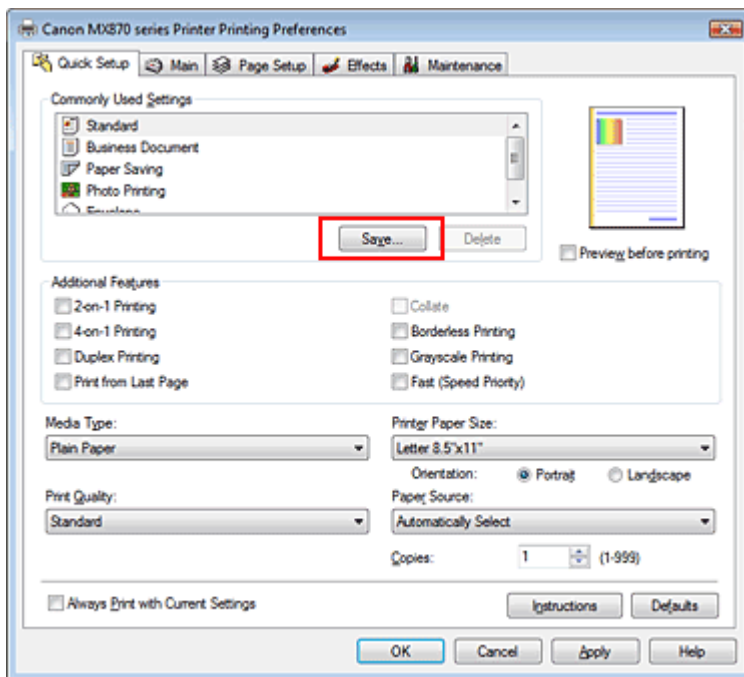 Canon MX870 series Printer Printing Preferences
Quick Setup Main Page Setup Effects Maintenance
Commonly Used Settings
Standard
Business Document
Paper Saving
Photo Printing
Envelope
Save... Delete
Preview before printing
Additional Features
2-on-1 Printing Collate
4-on-1 Printing Borderless Printing
Duplex Printing Grayscale Printing
Print from Last Page Fast (Speed Priority)
Media Type: Printer Paper Size:
Plain Paper Letter 8.5"x11"
Orientation: Portrait Landscape
Print Quality: Paper Source:
Standard Automatically Select
Copies: 1 (1-999)
Always Print with Current Settings Instructions Defaults
OK Cancel Apply Help